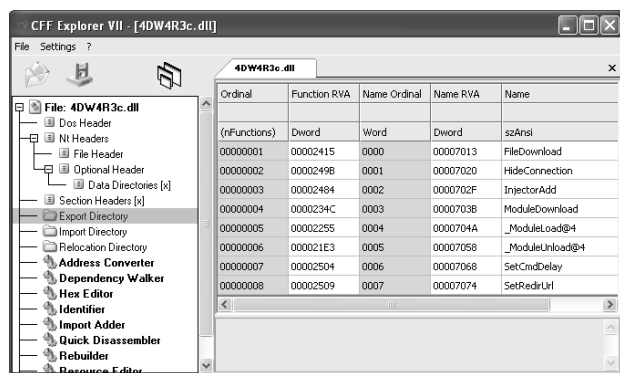 CFF Explorer VII - [4DW4R3c.dll]
File Settings ?
4DW4R3c.dll
File: 4DW4R3c.dll
Dos Header
Nt Headers
File Header
Optional Header
Data Directories [x]
Section Headers [x]
Export Directory
Import Directory
Relocation Directory
Address Converter
Dependency Walker
Hex Editor
Identifier
Import Adder
Quick Disassembler
Rebuilder
Resource Editor
Ordinal Function RVA Name Ordinal Name RVA Name
(nFunctions) Dword Word Dword szAnsi
00000001 00002415 0000 00007013 FileDownload
00000002 0000249B 0001 00007020 HideConnection
00000003 00002484 0002 0000702F InjectorAdd
00000004 0000234C 0003 0000703B ModuleDownload
00000005 00002255 0004 0000704A _ModuleLoad@4
00000006 000021E3 0005 00007058 _ModuleUnload@4
00000007 00002504 0006 00007068 SetCmdDelay
00000008 00002509 0007 00007074 SetRedirUrl